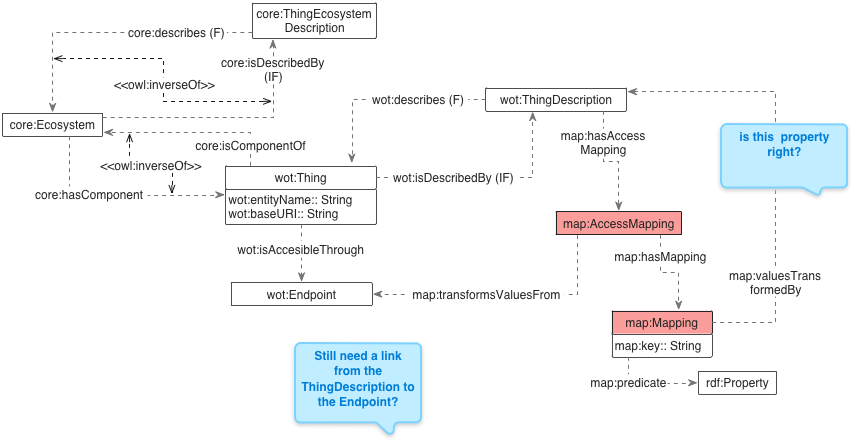 core:ThingEcosystem
Description
core:describes (F)
core:isDescribedBy
(IF)
<<owl:inverseOf>>
core:Ecosystem
core:isComponentOf
<<owl:inverseOf>>
core:hasComponent
wot:Thing
wot:entityName:: String
wot:baseURI:: String
wot:describes (F)
wot:isDescribedBy (IF)
wot:ThingDescription
map:hasAccess
Mapping
is this  property
right?
map:AccessMapping
wot:isAccesibleThrough
map:hasMapping
map:valuesTrans
formedBy
wot:Endpoint
map:transformsValuesFrom
map:Mapping
map:key:: String
map:predicate
rdf:Property
Still need a link
from the
ThingDescription to
the Endpoint?